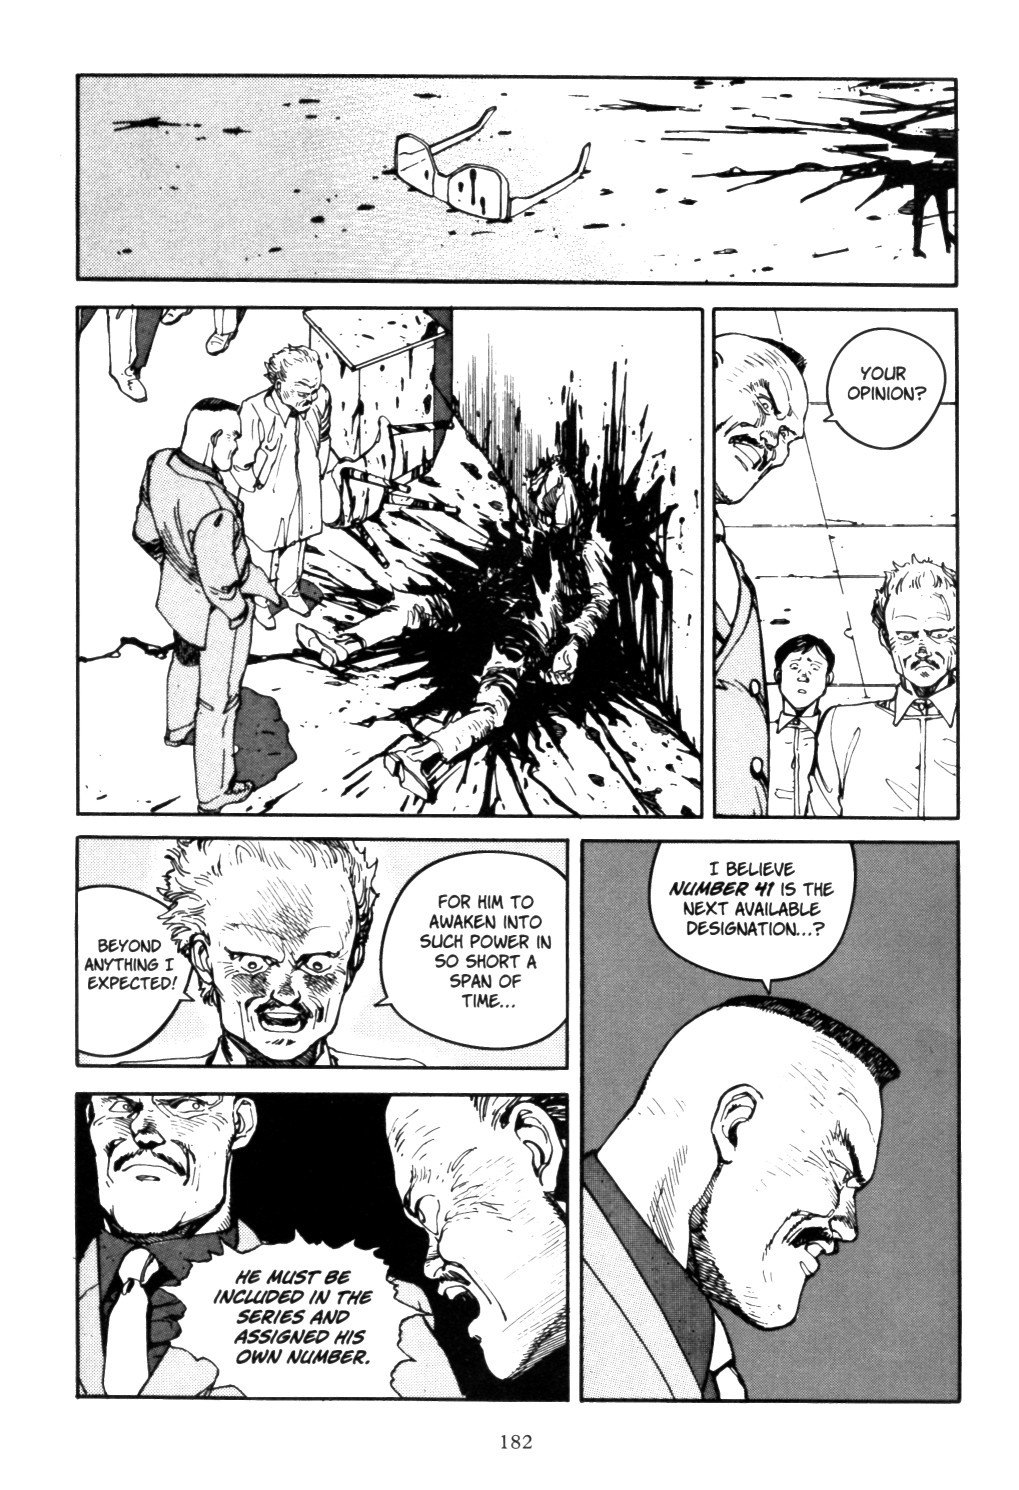 YOUR
OPINION?
BEYOND
ANYTHING I
EXPECTED!
FOR HIM TO
AWAKEN INTO
SUCH POWER IN
SO SHORT A
SPAN OF
TIME...
HE MUST BE
INCLUDED IN THE
SERIES AND
ASSIGNED HIS
OWN NUMBER.
I BELIEVE
NUMBER 41 IS THE
NEXT AVAILABLE
DESIGNATION...?
182